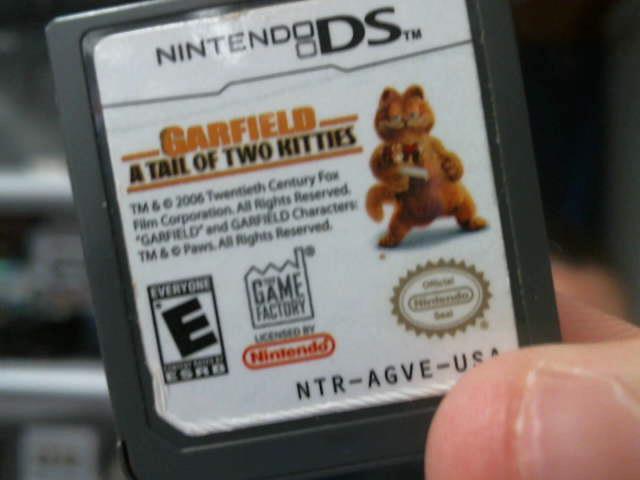 NINTENDO DS™
GARFIELD
A TAIL OF TWO KITTIES
TM & © 2006 Twentieth Century Fox
Film Corporation. All Rights Reserved.
"GARFIELD" and GARFIELD Characters:
TM & © Paws. All Rights Reserved.
EVERYONE
E
ESRB
THE
GAME
FACTORY
®
LICENSED BY
Nintendo
Official
Nintendo
Seal
NTR-AGVE-USA